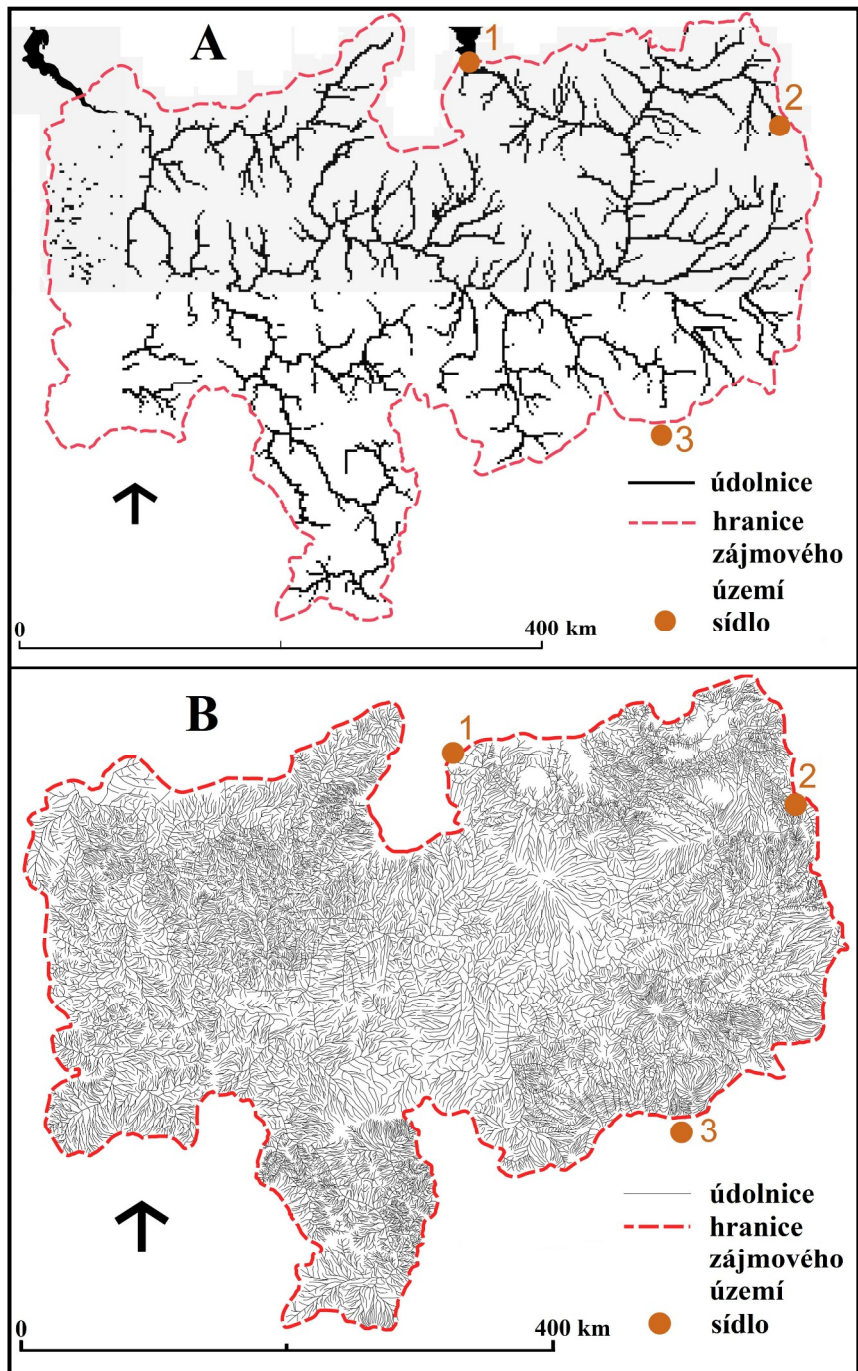 A
1
2
3
údolnice
hranice
zájmového
území
sídlo
0
400 km
B
1
2
3
údolnice
hranice
zájmového
území
sídlo
0
400 km